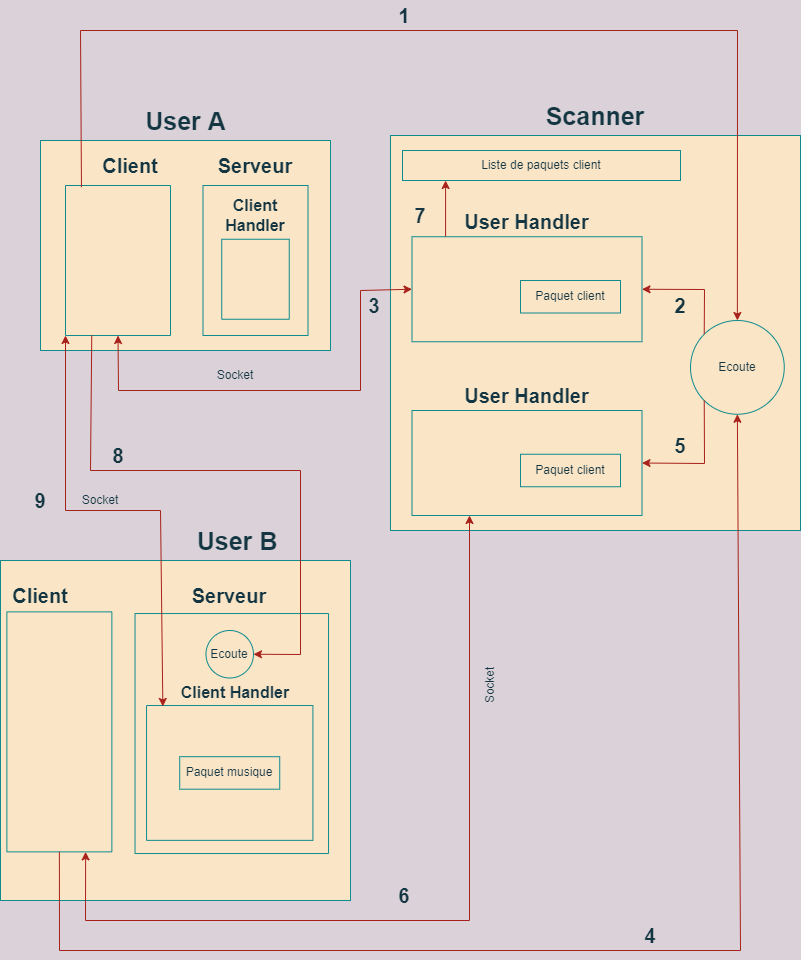 1
User A
Scanner
Client
Serveur
Client
Handler
Liste de paquets client
7
User Handler
Paquet client
3
2
Ecoute
Socket
User Handler
Paquet client
5
8
9
Socket
User B
Client
Serveur
Ecoute
Client Handler
Paquet musique
Socket
6
4